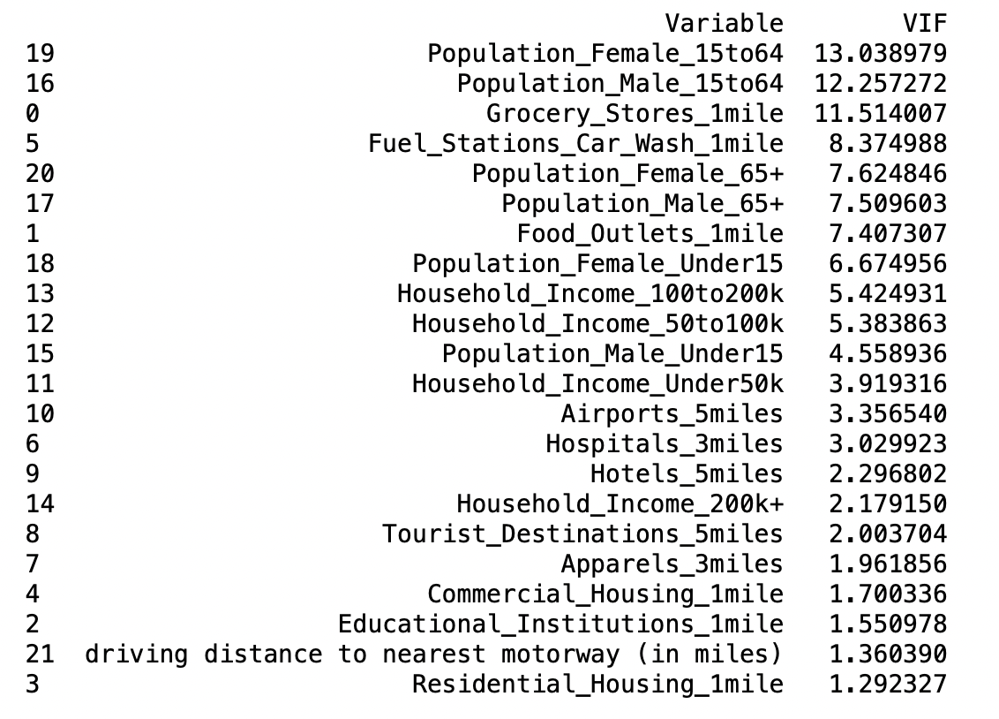 Variable VIF
19 Population_Female_15to64 13.038979
16 Population_Male_15to64 12.257272
0 Grocery_Stores_1mile 11.514007
5 Fuel_Stations_Car_Wash_1mile 8.374988
20 Population_Female_65+ 7.624846
17 Population_Male_65+ 7.509603
1 Food_Outlets_1mile 7.407307
18 Population_Female_Under15 6.674956
13 Household_Income_100to200k 5.424931
12 Household_Income_50to100k 5.383863
15 Population_Male_Under15 4.558936
11 Household_Income_Under50k 3.919316
10 Airports_5miles 3.356540
6 Hospitals_3miles 3.029923
9 Hotels_5miles 2.296802
14 Household_Income_200k+ 2.179150
8 Tourist_Destinations_5miles 2.003704
7 Apparels_3miles 1.961856
4 Commercial_Housing_1mile 1.700336
2 Educational_Institutions_1mile 1.550978
21 driving distance to nearest motorway (in miles) 1.360390
3 Residential_Housing_1mile 1.292327